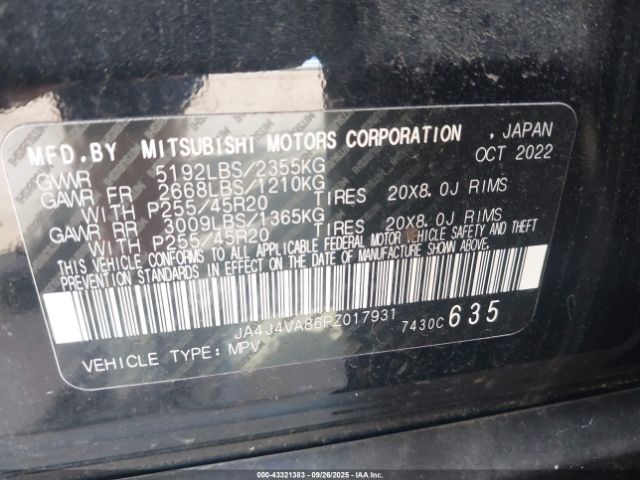 MFD.BY MITSUBISHI MOTORS CORPORATION , JAPAN
GVWR 5192LBS/2355KG OCT 2022
GAWR FR 2668LBS/1210KG
WITH P255/45R20 TIRES 20X8.0J RIMS
GAWR RR 3009LBS/1365KG
WITH P255/45R20 TIRES 20X8.0J RIMS
THIS VEHICLE CONFORMS TO ALL APPLICABLE FEDERAL MOTOR VEHICLE SAFETY AND THEFT
PREVENTION STANDARDS IN EFFECT ON THE DATE OF MANUFACTURE SHOWN ABOVE.
JA4J4VA86PZ017931 7430C 635
VEHICLE TYPE: MPV
000-43321383 - 09/26/2025 - IAA Inc.